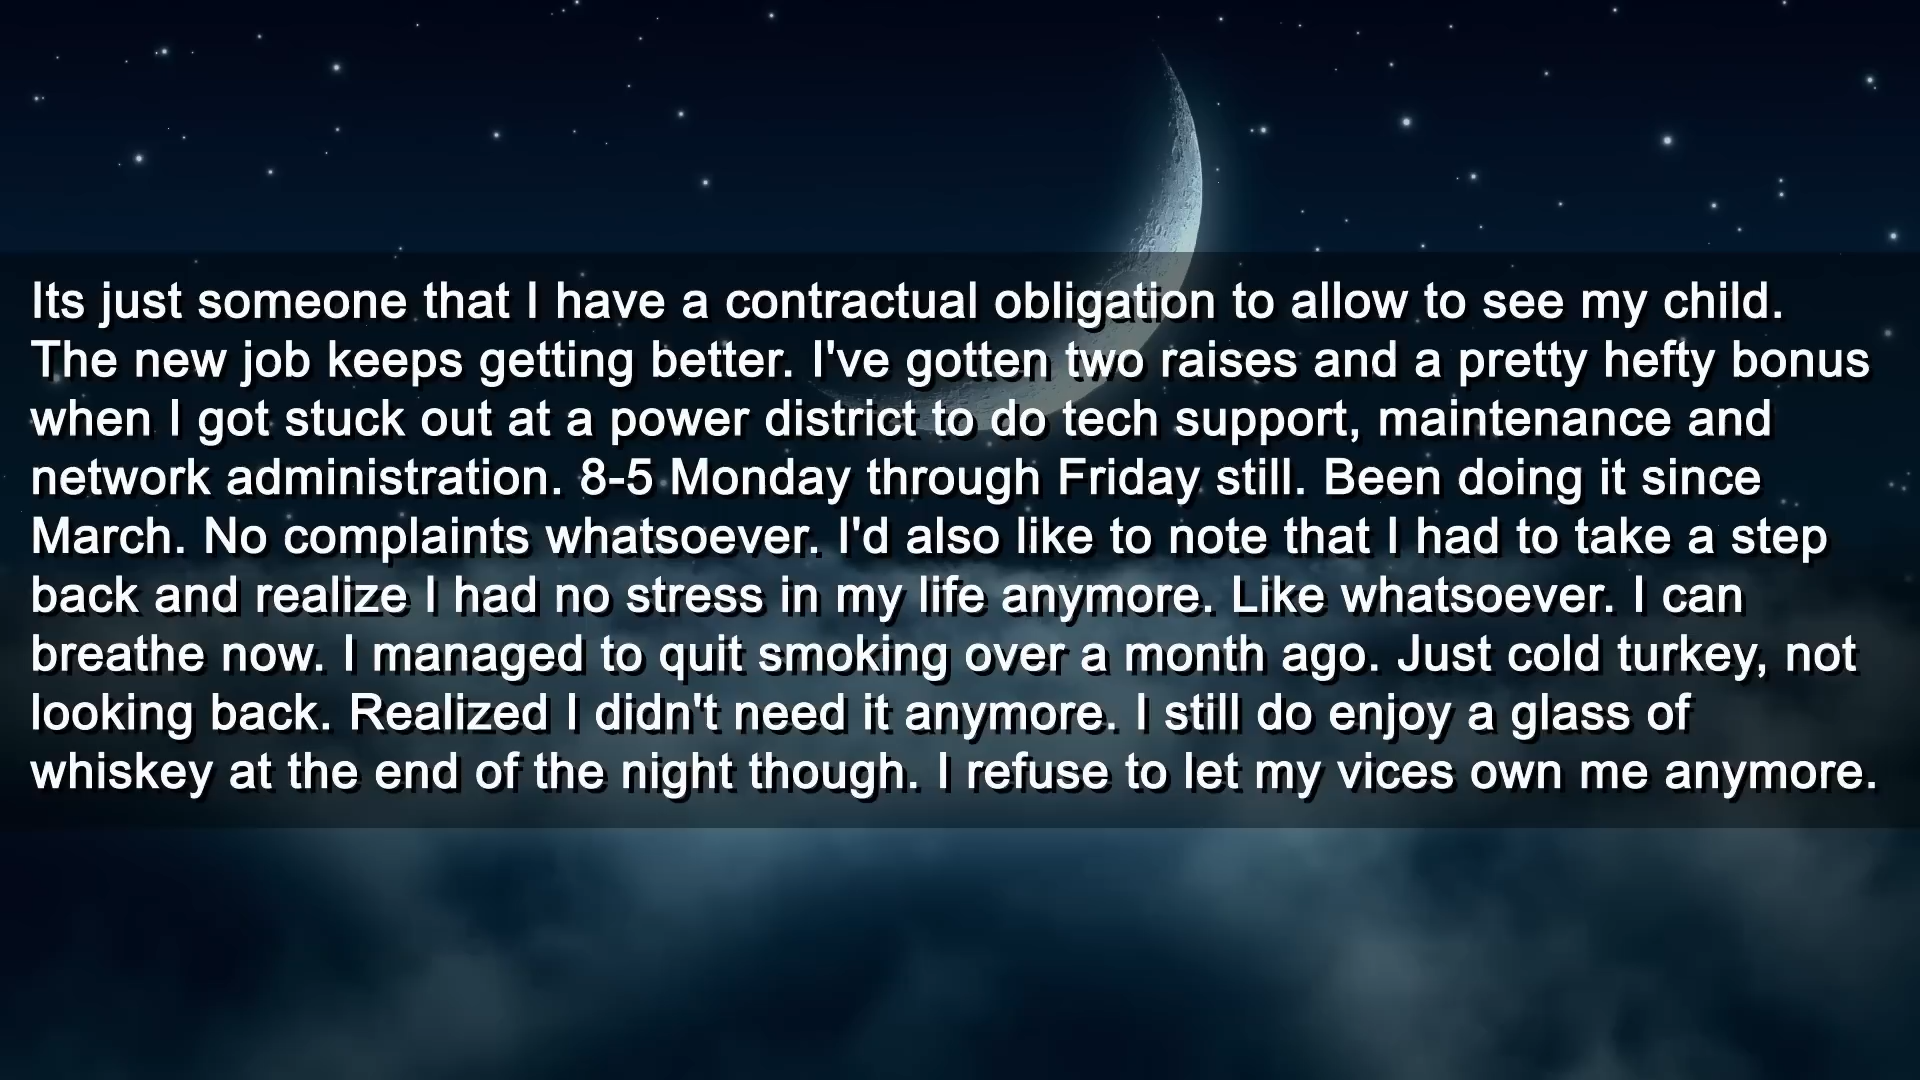 Its just someone that I have a contractual obligation to allow to see my child.
The new job keeps getting better. I've gotten two raises and a pretty hefty bonus
when I got stuck out at a power district to do tech support, maintenance and
network administration. 8-5 Monday through Friday still. Been doing it since
March. No complaints whatsoever. I'd also like to note that I had to take a step
back and realize I had no stress in my life anymore. Like whatsoever. I can
breathe now. I managed to quit smoking over a month ago. Just cold turkey, not
looking back. Realized I didn't need it anymore. I still do enjoy a glass of
whiskey at the end of the night though. I refuse to let my vices own me anymore.